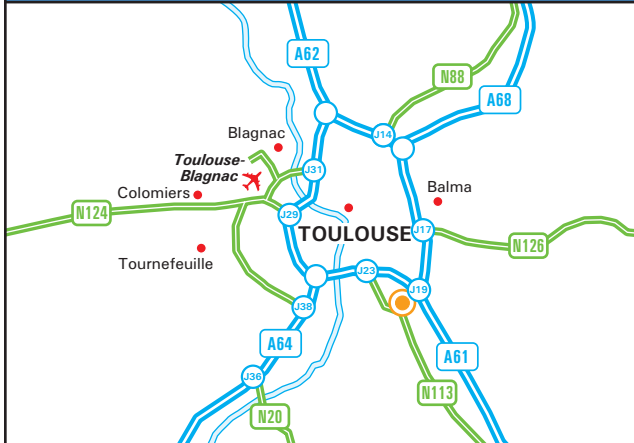 A62
N88
A68
J14
Blagnac
Toulouse-
Blagnac
J31
Colomiers
Balma
N124
J29
TOULOUSE
J17
N126
Tournefeuille
J23
J19
J38
A64
A61
J36
N113
N20